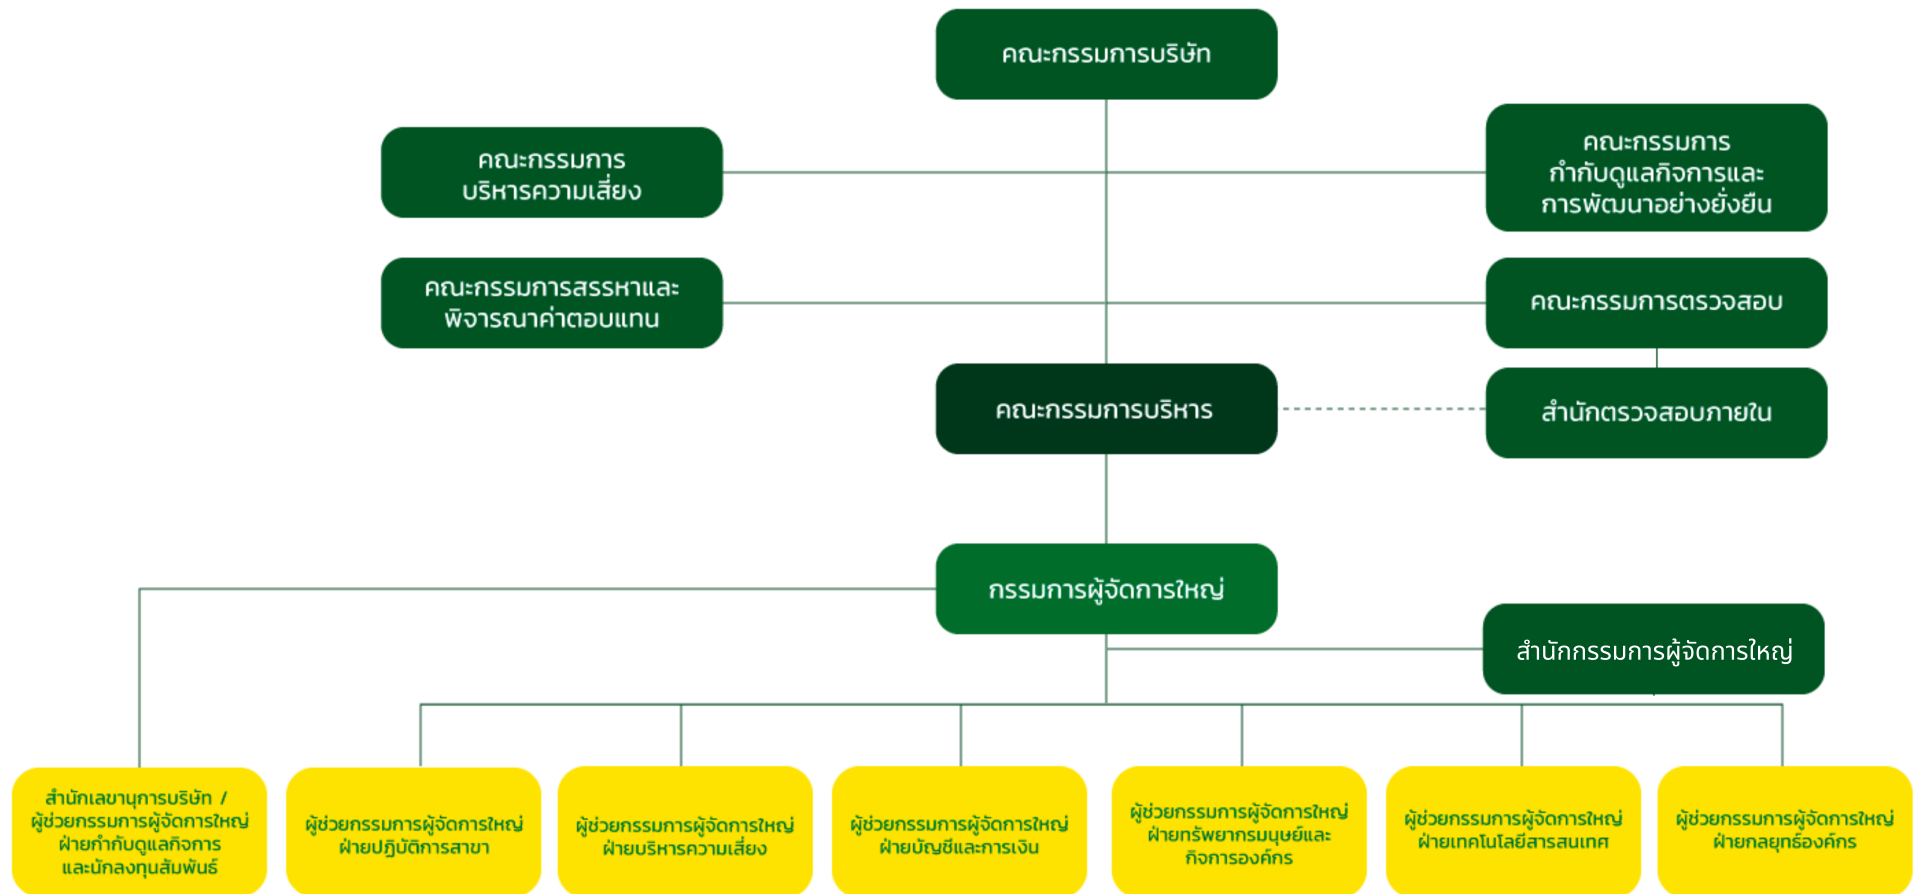 คณะกรรมการบริษัท
คณะกรรมการ
บริหารความเสี่ยง
คณะกรรมการ
กำกับดูแลกิจการและ
การพัฒนาอย่างยั่งยืน
คณะกรรมการสรรหาและ
พิจารณาค่าตอบแทน
คณะกรรมการตรวจสอบ
คณะกรรมการบริหาร
สำนักตรวจสอบภายใน
กรรมการผู้จัดการใหญ่
สำนักกรรมการผู้จัดการใหญ่
สำนักเลขานุการบริษัท /
ผู้ช่วยกรรมการผู้จัดการใหญ่
ฝ่ายกำกับดูแลกิจการ
และนักลงทุนสัมพันธ์
ผู้ช่วยกรรมการผู้จัดการใหญ่
ฝ่ายปฏิบัติการสาขา
ผู้ช่วยกรรมการผู้จัดการใหญ่
ฝ่ายบริหารความเสี่ยง
ผู้ช่วยกรรมการผู้จัดการใหญ่
ฝ่ายบัญชีและการเงิน
ผู้ช่วยกรรมการผู้จัดการใหญ่
ฝ่ายทรัพยากรมนุษย์และ
กิจการองค์กร
ผู้ช่วยกรรมการผู้จัดการใหญ่
ฝ่ายเทคโนโลยีสารสนเทศ
ผู้ช่วยกรรมการผู้จัดการใหญ่
ฝ่ายกลยุทธ์องค์กร